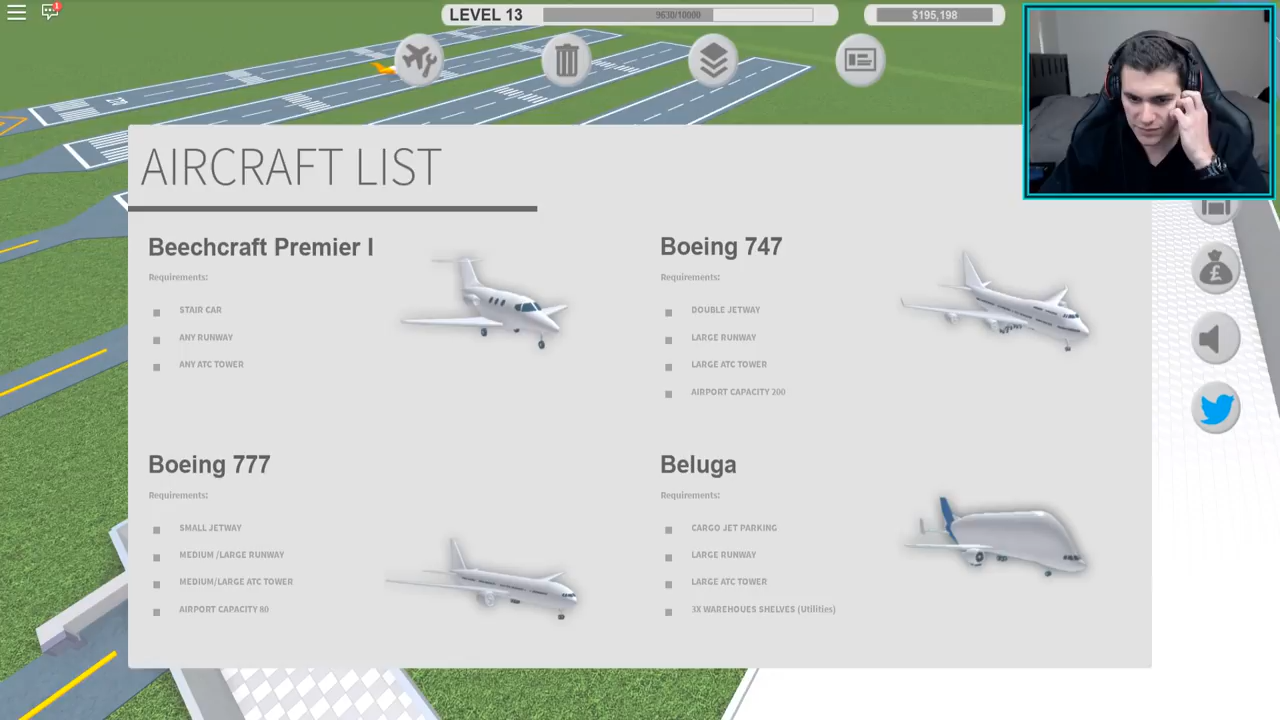 LEVEL 13
9630/10000
$195,198
1
AIRCRAFT LIST
Beechcraft Premier I
Requirements:
STAIR CAR
ANY RUNWAY
ANY ATC TOWER
Boeing 747
Requirements:
DOUBLE JETWAY
LARGE RUNWAY
LARGE ATC TOWER
AIRPORT CAPACITY 200
Boeing 777
Requirements:
SMALL JETWAY
MEDIUM /LARGE RUNWAY
MEDIUM/LARGE ATC TOWER
AIRPORT CAPACITY 80
Beluga
Requirements:
CARGO JET PARKING
LARGE RUNWAY
LARGE ATC TOWER
3X WAREHOUES SHELVES (Utilities)
£